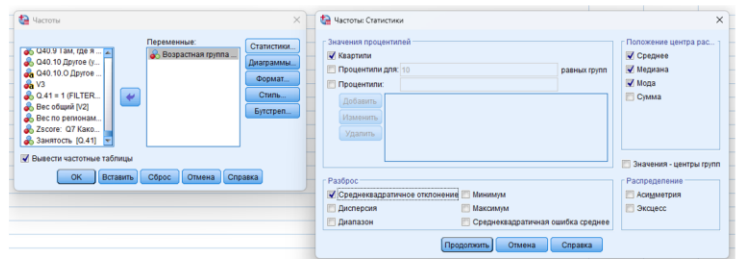 Частоты
Переменные:
Q40.9 Там, где я ...
Q40.10 Другое (у...
Q40.10.O Другое ...
V3
Q.41 = 1 (FILTER...
Вес общий [V2]
Вес по регионам...
Zscore: Q7 Како...
Занятость [Q.41]
Возрастная группа ...
Статистики...
Диаграммы...
Формат...
Стиль...
Бутстреп...
Вывести частотные таблицы
OK Вставить Сброс Отмена Справка
Частоты: Статистики
Значения процентилей
Квартили
Процентили для: 10 равных групп
Процентили:
Добавить
Изменить
Удалить
Положение центра рас...
Среднее
Медиана
Мода
Сумма
Значения - центры групп
Разброс
Среднеквадратичное отклонение Минимум
Дисперсия Максимум
Диапазон Среднеквадратичная ошибка среднее
Распределение
Асимметрия
Эксцесс
Продолжить Отмена Справка